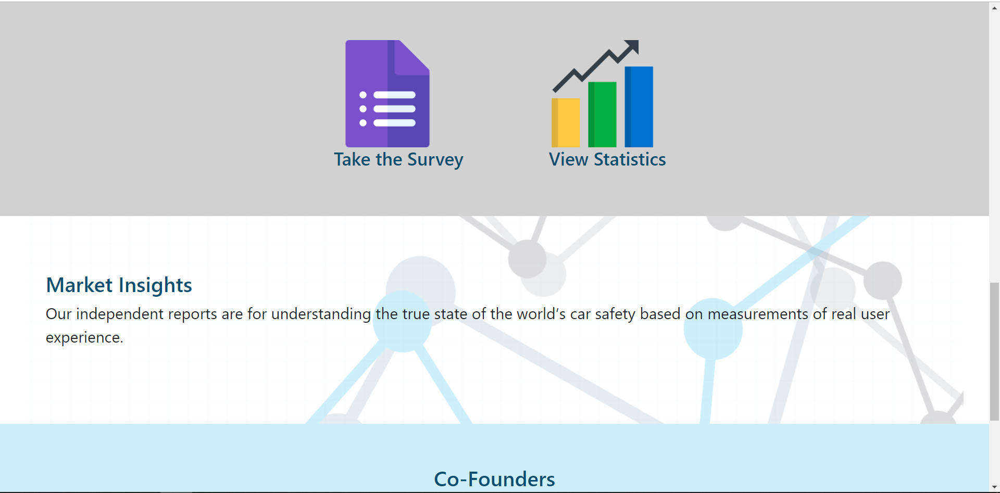 Take the Survey
View Statistics
Market Insights
Our independent reports are for understanding the true state of the world’s car safety based on measurements of real user
experience.
Co-Founders